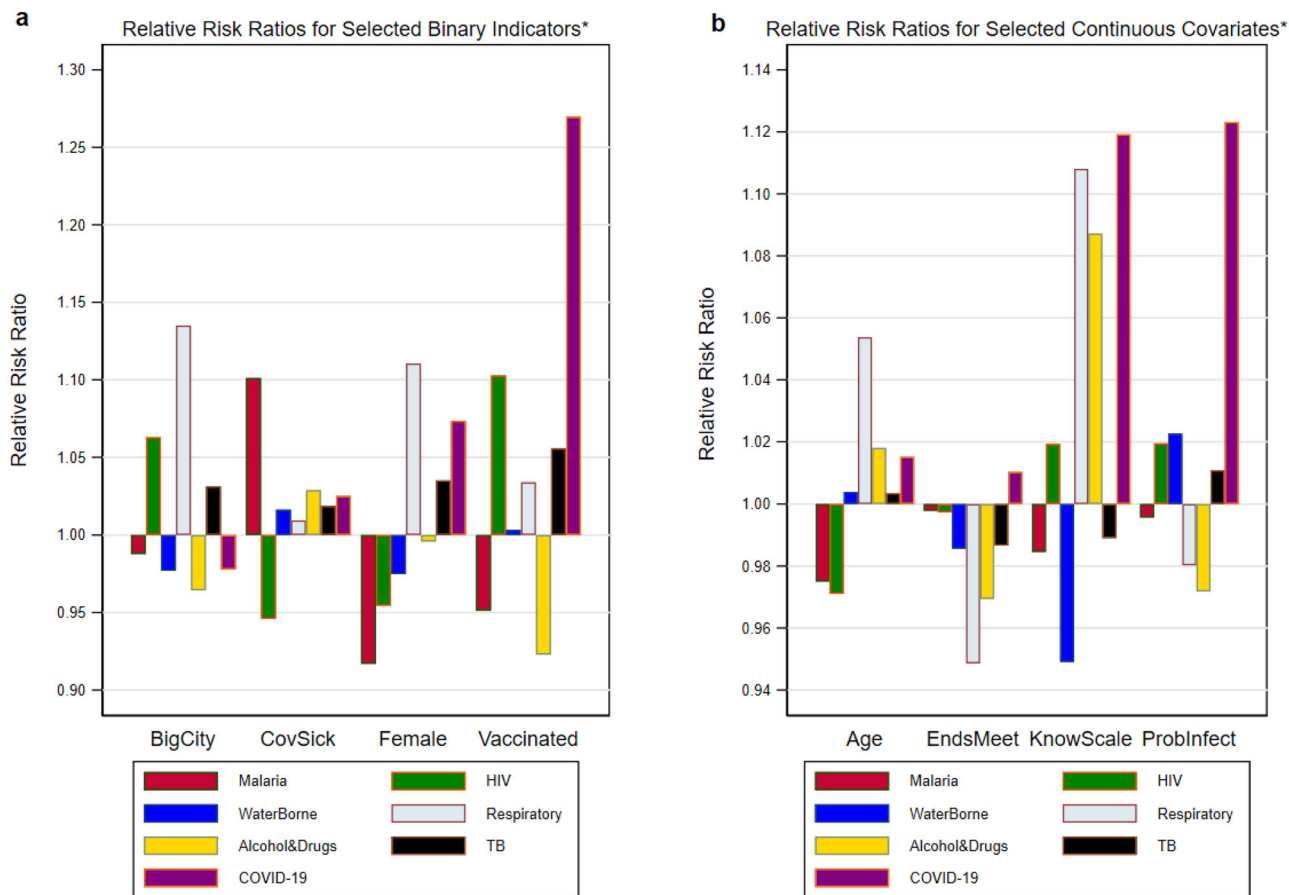 a
Relative Risk Ratios for Selected Binary Indicators*
Relative Risk Ratio
1.30
1.25
1.20
1.15
1.10
1.05
1.00
0.95
0.90
BigCity CovSick Female Vaccinated
Malaria HIV
WaterBorne Respiratory
Alcohol&Drugs TB
COVID-19
b
Relative Risk Ratios for Selected Continuous Covariates*
Relative Risk Ratio
1.14
1.12
1.10
1.08
1.06
1.04
1.02
1.00
0.98
0.96
0.94
Age EndsMeet KnowScale ProbInfect
Malaria HIV
WaterBorne Respiratory
Alcohol&Drugs TB
COVID-19